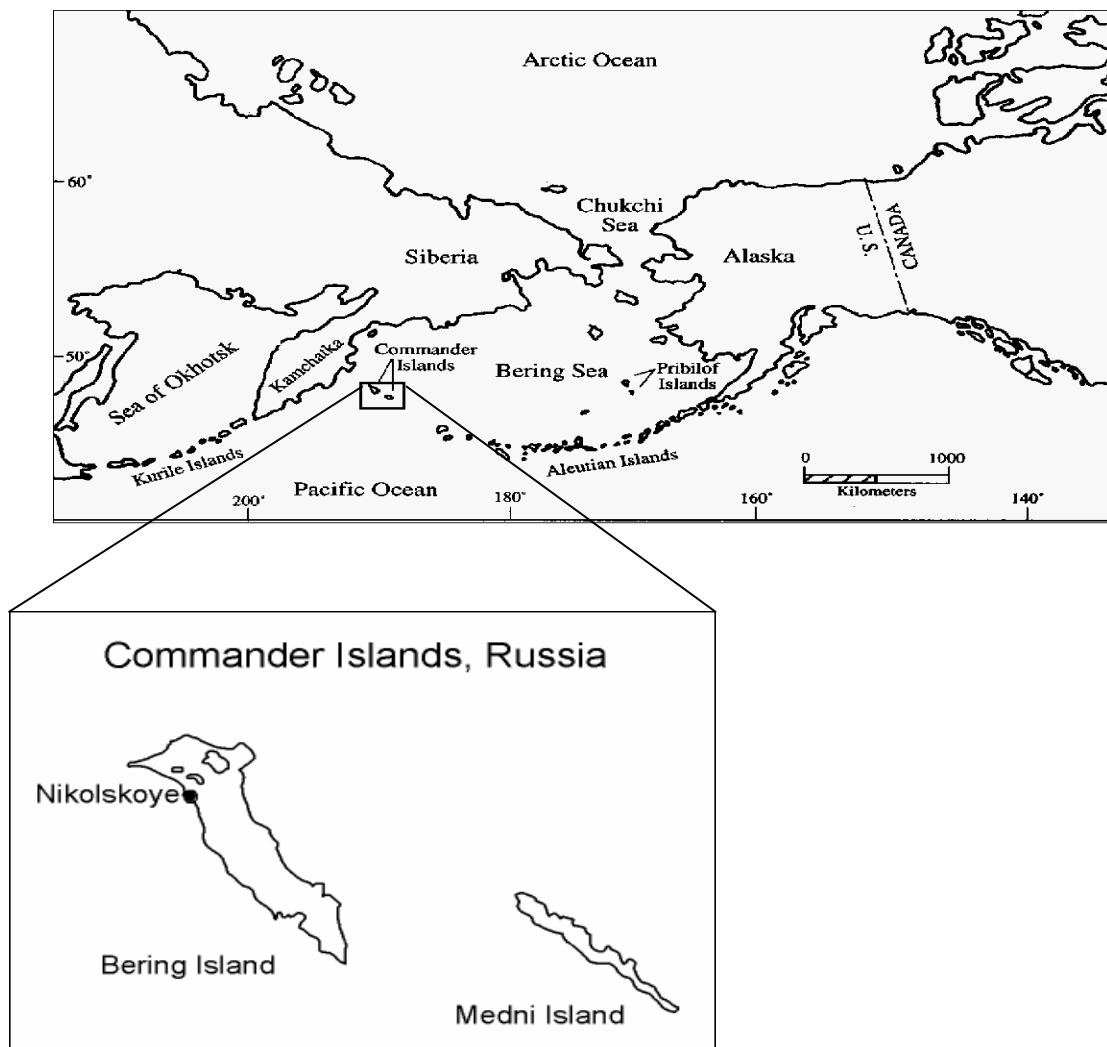 Arctic Ocean
60°
Chukchi
Sea
U.S.
CANADA
Siberia
Alaska
50°
Sea of Okhotsk
Kamchatka
Commander
Islands
Bering Sea
Pribilof
Islands
Kurile Islands
Aleutian Islands
0 1000
Kilometers
Pacific Ocean
200° 180° 160° 140°
Commander Islands, Russia
Nikolskoye
Bering Island
Medni Island